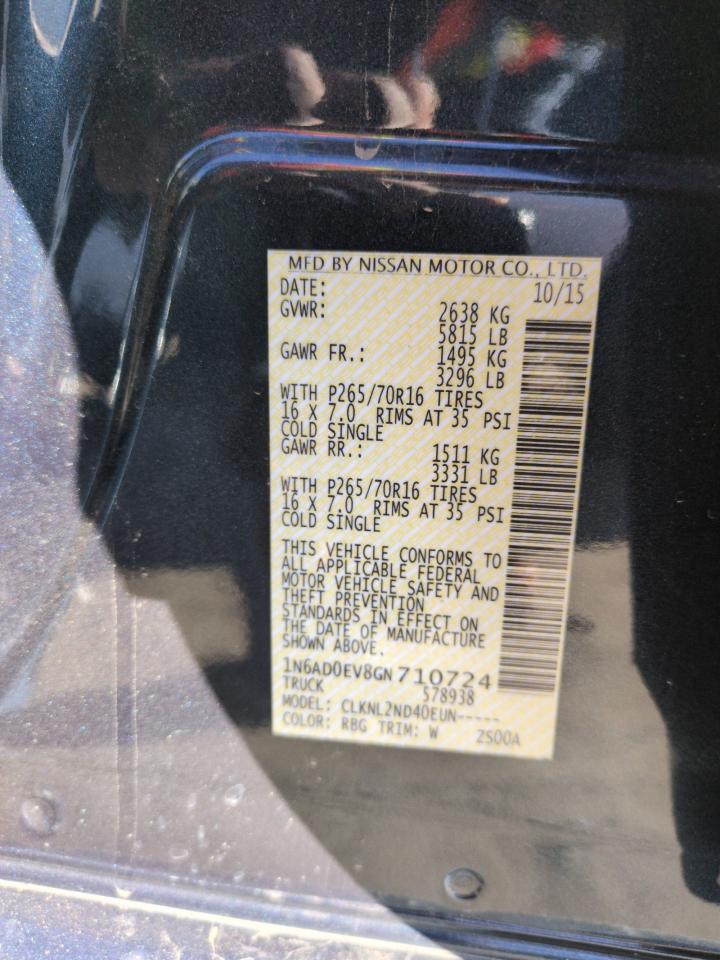 MFD BY NISSAN MOTOR CO., LTD.
DATE: 10/15
GVWR: 2638 KG
5815 LB
GAWR FR.: 1495 KG
3296 LB
WITH P265/70R16 TIRES
16 X 7.0 RIMS AT 35 PSI
COLD SINGLE
GAWR RR.: 1511 KG
3331 LB
WITH P265/70R16 TIRES
16 X 7.0 RIMS AT 35 PSI
COLD SINGLE
THIS VEHICLE CONFORMS TO
ALL APPLICABLE FEDERAL
MOTOR VEHICLE SAFETY AND
THEFT PREVENTION
STANDARDS IN EFFECT ON
THE DATE OF MANUFACTURE
SHOWN ABOVE.
1N6AD0EV8GN710724
TRUCK 578938
MODEL: CLKNL2ND40EUN-----
COLOR: RBG TRIM: W ZS00A